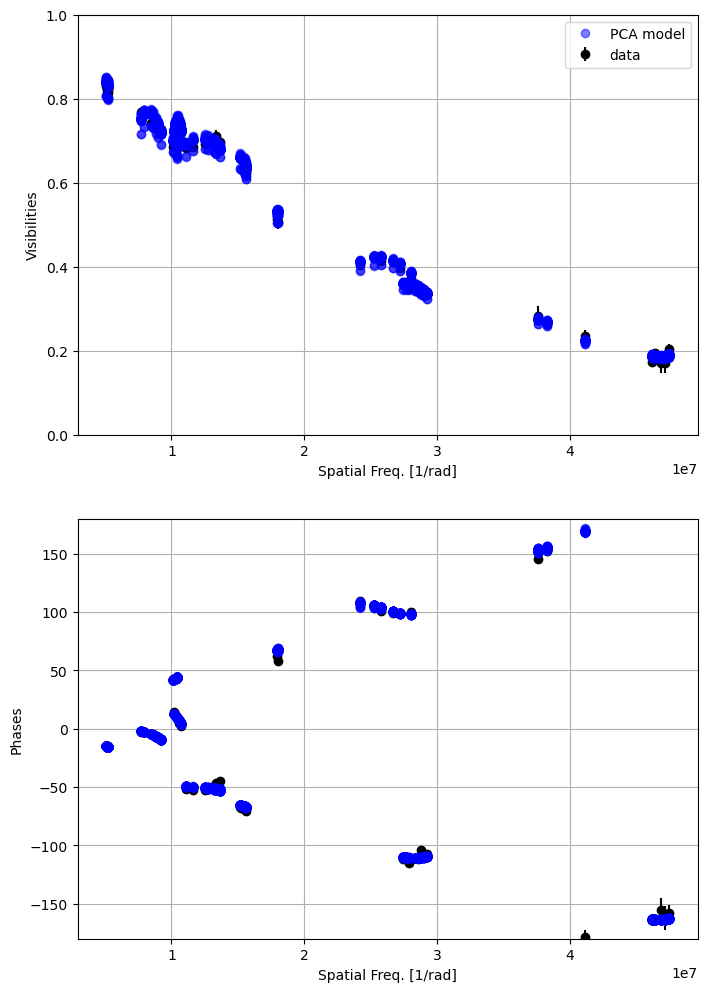 1.0
0.8
0.6
0.4
0.2
0.0
Visibilities
PCA model
data
1 2 3 4
1e7
Spatial Freq. [1/rad]
150
100
50
0
−50
−100
−150
Phases
1 2 3 4
1e7
Spatial Freq. [1/rad]